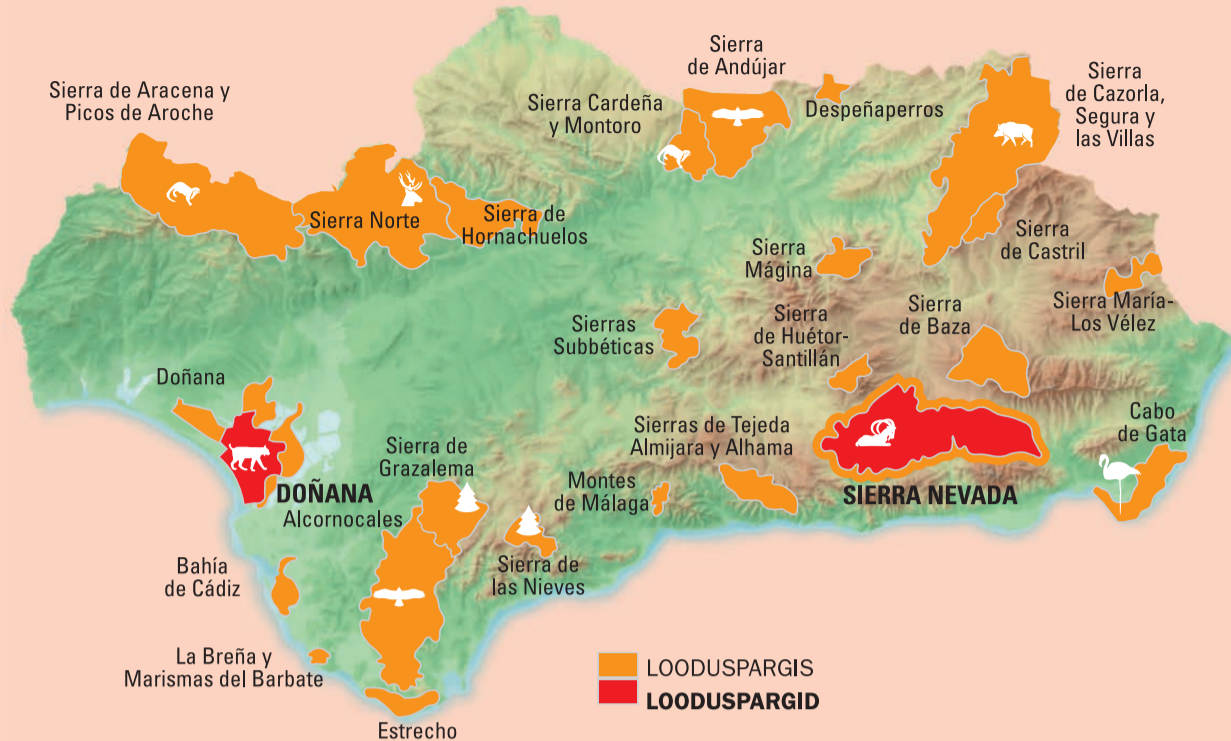 Sierra de Aracena y
Picos de Aroche
Sierra Norte
Sierra de
Hornachuelos
Sierra Cardeña
y Montoro
Sierra
de Andújar
Despeñaperros
Sierra
de Cazorla,
Segura y
las Villas
Sierra
de Castril
Sierra
Mágina
Sierra María-
Los Vélez
Sierras
Subbéticas
Sierra
de Huétor-
Santillán
Sierra
de Baza
Doñana
DOÑANA
Alcornocales
Sierra de
Grazalema
Sierras de Tejeda
Almijara y Alhama
Montes
de Málaga
SIERRA NEVADA
Cabo
de Gata
Sierra de
las Nieves
Bahía
de Cádiz
La Breña y
Marismas del Barbate
Estrecho
LOODUSPARGIS
LOODUSPARGID